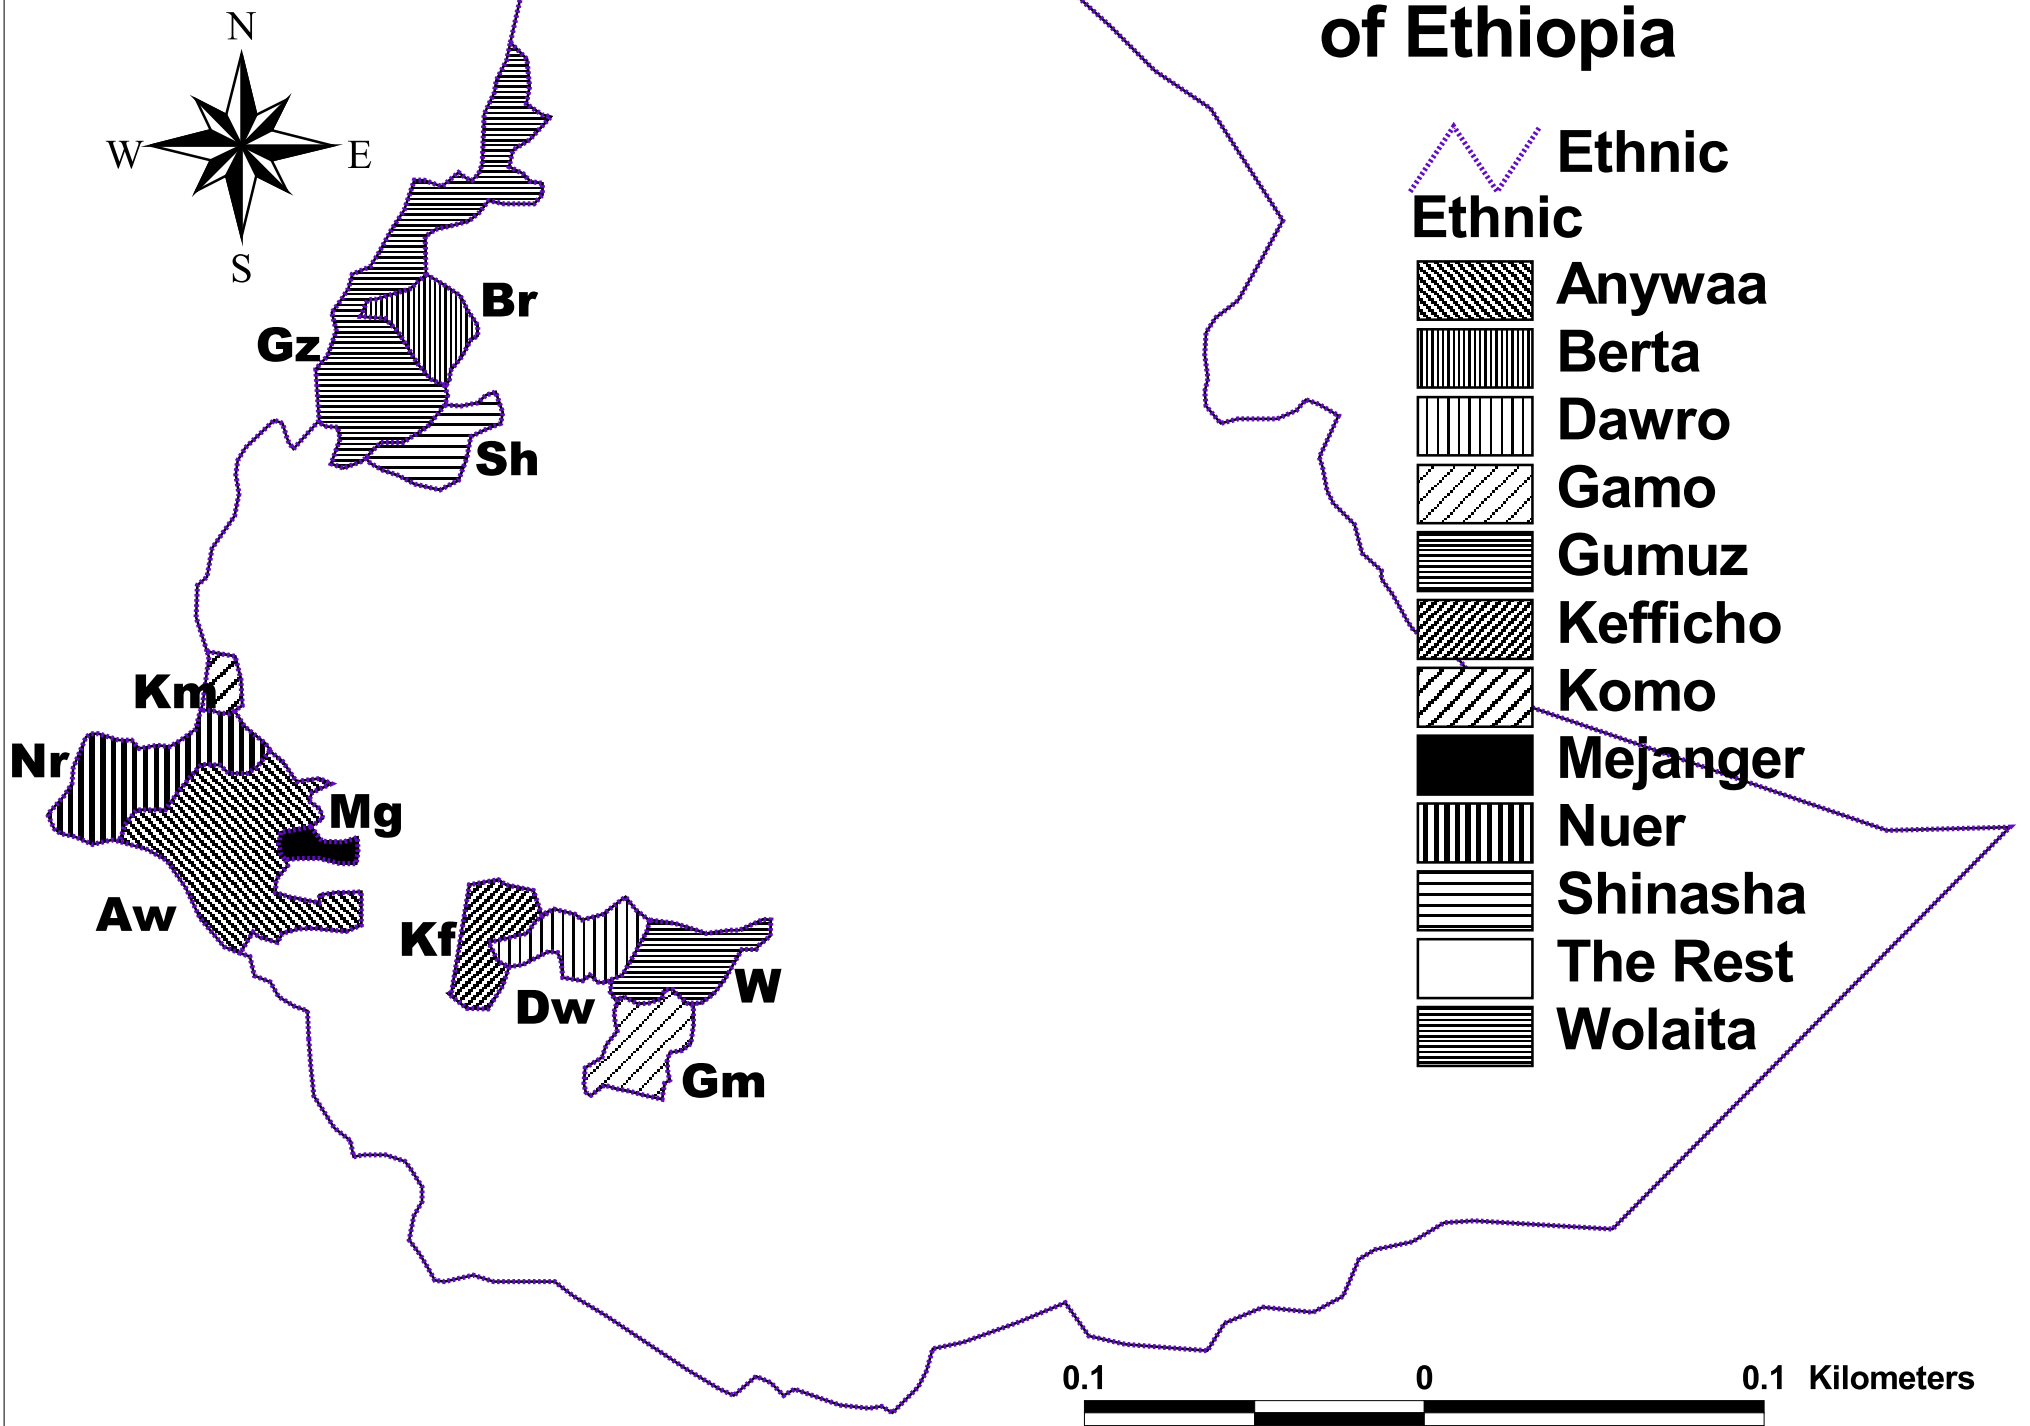 of Ethiopia
N
W
E
S
Ethnic
Ethnic
Anywaa
Berta
Dawro
Gamo
Gumuz
Kefficho
Komo
Mejanger
Nuer
Shinasha
The Rest
Wolaita
Br
Gz
Sh
Km
Nr
Mg
Aw
Kf
W
Dw
Gm
0.1 0 0.1 Kilometers